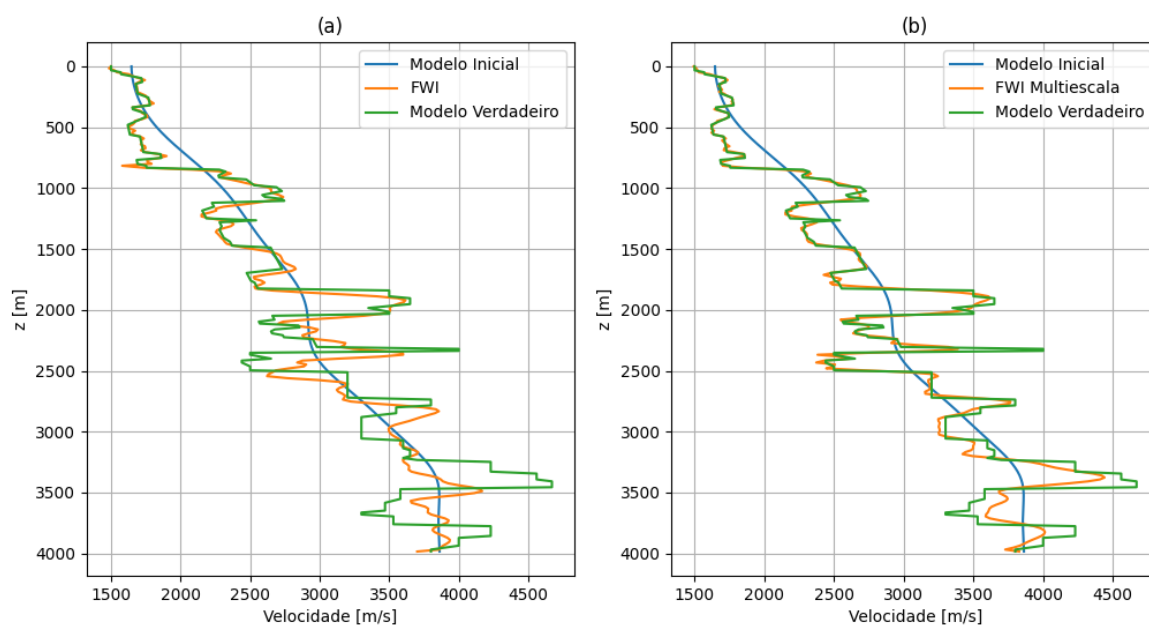 (a)
Modelo Inicial
FWI
Modelo Verdadeiro
0
500
1000
1500
2000
2500
3000
3500
4000
z [m]
1500 2000 2500 3000 3500 4000 4500
Velocidade [m/s]
(b)
Modelo Inicial
FWI Multiescala
Modelo Verdadeiro
0
500
1000
1500
2000
2500
3000
3500
4000
z [m]
1500 2000 2500 3000 3500 4000 4500
Velocidade [m/s]